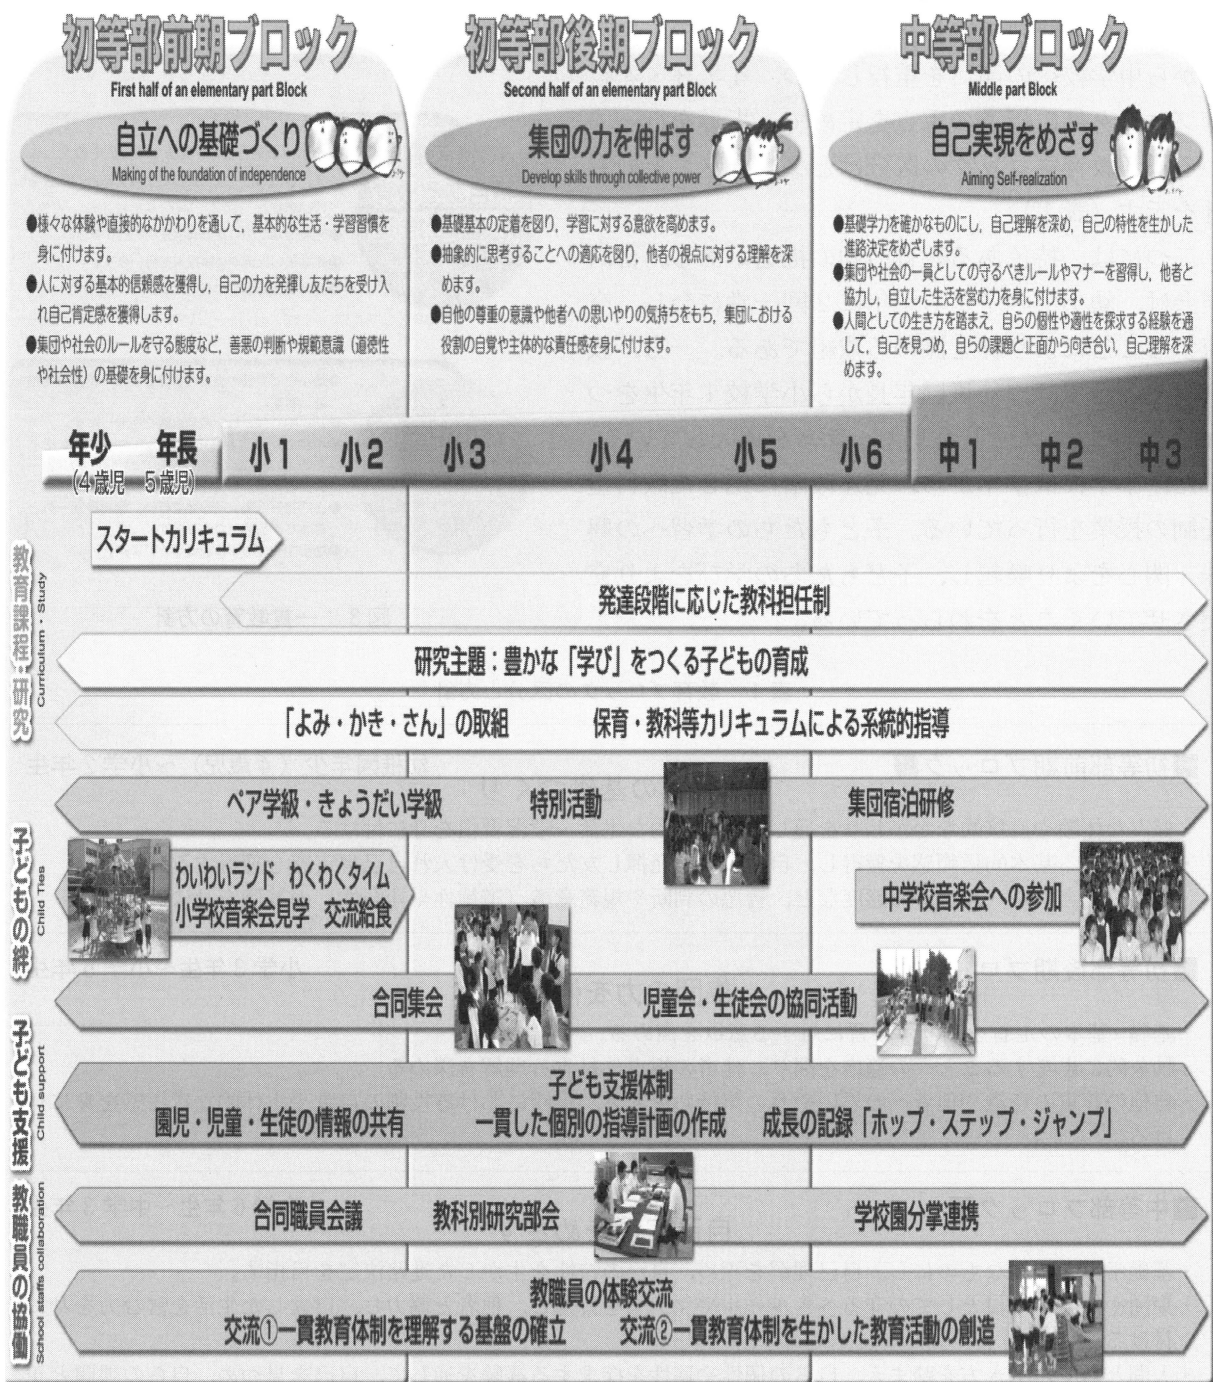 初等部前期ブロック
First half of an elementary part Block
自立への基礎づくり
Making of the foundation of independence
●様々な体験や直接的なかかわりを通して，基本的な生活・学習習慣を
身に付けます。
●人に対する基本的信頼感を獲得し，自己の力を発揮し友だちを受け入
れ自己肯定感を獲得します。
●集団や社会のルールを守る態度など，善悪の判断や規範意識（道徳性
や社会性）の基礎を身に付けます。
初等部後期ブロック
Second half of an elementary part Block
集団の力を伸ばす
Develop skills through collective power
●基礎基本の定着を図り，学習に対する意欲を高めます。
●抽象的に思考することへの適応を図り，他者の視点に対する理解を深
めます。
●自他の尊重の意識や他者への思いやりの気持ちをもち，集団における
役割の自覚や主体的な責任感を身に付けます。
中等部ブロック
Middle part Block
自己実現をめざす
Aiming Self-realization
●基礎学力を確かなものにし，自己理解を深め，自己の特性を生かした
進路決定をめざします。
●集団や社会の一員としての守るべきルールやマナーを習得し，他者と
協力し，自立した生活を営む力を身に付けます。
●人間としての生き方を踏まえ，自らの個性や適性を探求する経験を通
して，自己を見つめ，自らの課題と正面から向き合い，自己理解を深
めます。
年少 年長 小1 小2 小3 小4 小5 小6 中1 中2 中3
（4歳児 5歳児）
教育課程・研究
Curriculum・Study
スタートカリキュラム
発達段階に応じた教科担任制
研究主題：豊かな「学び」をつくる子どもの育成
「よみ・かき・さん」の取組 保育・教科等カリキュラムによる系統的指導
子どもの絆
Child Ties
ペア学級・きょうだい学級 特別活動 集団宿泊研修
わいわいランド わくわくタイム
小学校音楽会見学 交流給食
中学校音楽会への参加
合同集会 児童会・生徒会の協同活動
子ども支援
Child support
子ども支援体制
園児・児童・生徒の情報の共有 一貫した個別の指導計画の作成 成長の記録「ホップ・ステップ・ジャンプ」
教職員の協働
School staffs collaboration
合同職員会議 教科別研究部会 学校園分掌連携
教職員の体験交流
交流①一貫教育体制を理解する基盤の確立 交流②一貫教育体制を生かした教育活動の創造